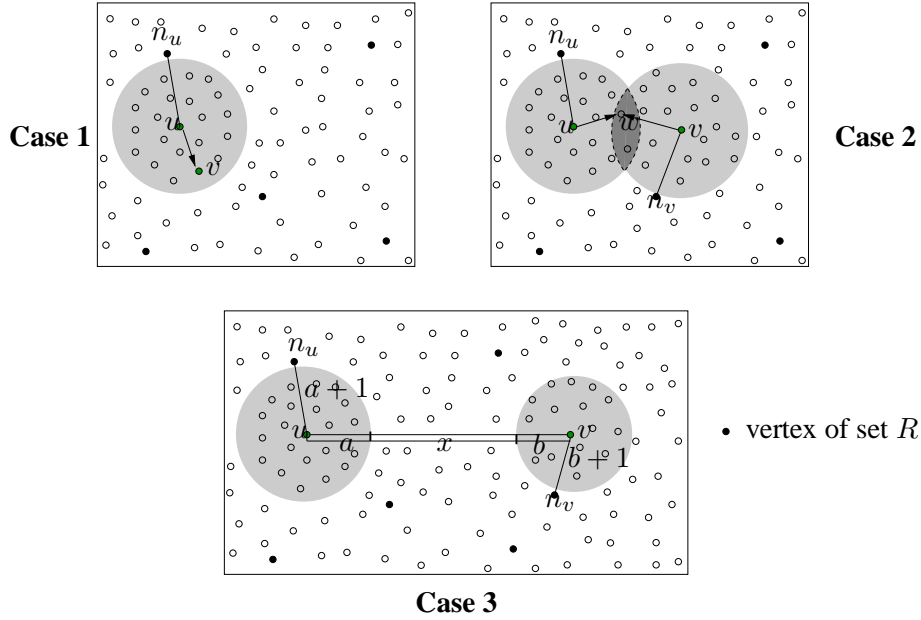 n_u
u
v
Case 1
n_u
u
w
v
n_v
Case 2
n_u
a + 1
u
a
x
b
v
b + 1
n_v
• vertex of set R
Case 3